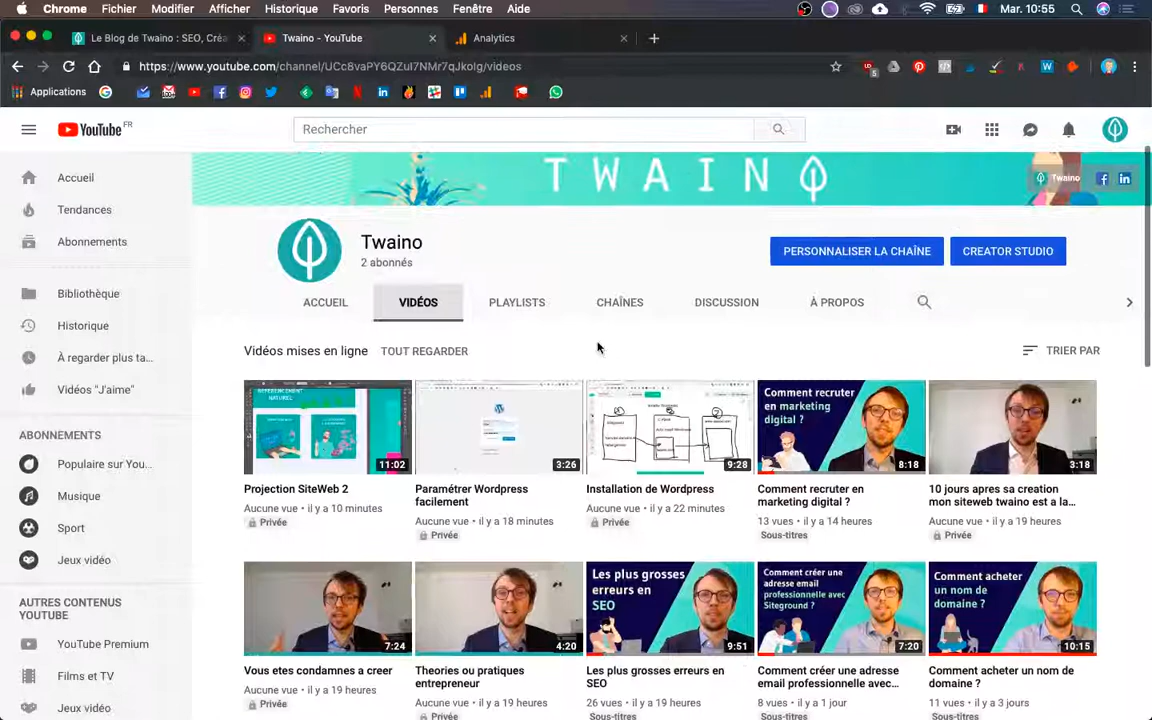 Chrome Fichier Modifier Afficher Historique Favoris Personnes Fenêtre Aide
Mar. 10:55
Le Blog de Twaino : SEO, Créa
Twaino - YouTube
Analytics
https://www.youtube.com/channel/UCc8vaPY6QZuI7NMr7qJkoIg/videos
Applications
YouTube FR
Rechercher
TWAINO
Twaino
Accueil
Tendances
Abonnements
Bibliothèque
Historique
À regarder plus ta...
Vidéos "J'aime"
ABONNEMENTS
Populaire sur You...
Musique
Sport
Jeux vidéo
AUTRES CONTENUS
YOUTUBE
YouTube Premium
Films et TV
Jeux vidéo
Twaino
2 abonnés
PERSONNALISER LA CHAÎNE
CREATOR STUDIO
ACCUEIL VIDÉOS PLAYLISTS CHAÎNES DISCUSSION À PROPOS
Vidéos mises en ligne TOUT REGARDER
TRIER PAR
NATUREL
11:02
Projection SiteWeb 2
Aucune vue • il y a 10 minutes
Privée
3:26
Paramétrer Wordpress
facilement
Aucune vue • il y a 18 minutes
Privée
9:28
Installation de Wordpress
Aucune vue • il y a 22 minutes
Privée
Comment recruter
en marketing
digital ?
8:18
Comment recruter en
marketing digital ?
13 vues • il y a 14 heures
Sous-titres
3:18
10 jours apres sa creation
mon siteweb twaino est a la...
Aucune vue • il y a 19 heures
Privée
7:24
Vous etes condamnes a creer
Aucune vue • il y a 19 heures
Privée
4:20
Theories ou pratiques
entrepreneur
Aucune vue • il y a 19 heures
Privée
Les plus grosses
erreurs en
SEO
9:51
Les plus grosses erreurs en
SEO
26 vues • il y a 19 heures
Sous-titres
Comment créer une
adresse email
professionnelle avec
Siteground ?
7:20
Comment créer une adresse
email professionnelle avec...
8 vues • il y a 1 jour
Sous-titres
Comment acheter
un nom de
domaine ?
10:15
Comment acheter un nom de
domaine ?
11 vues • il y a 3 jours
Sous-titres